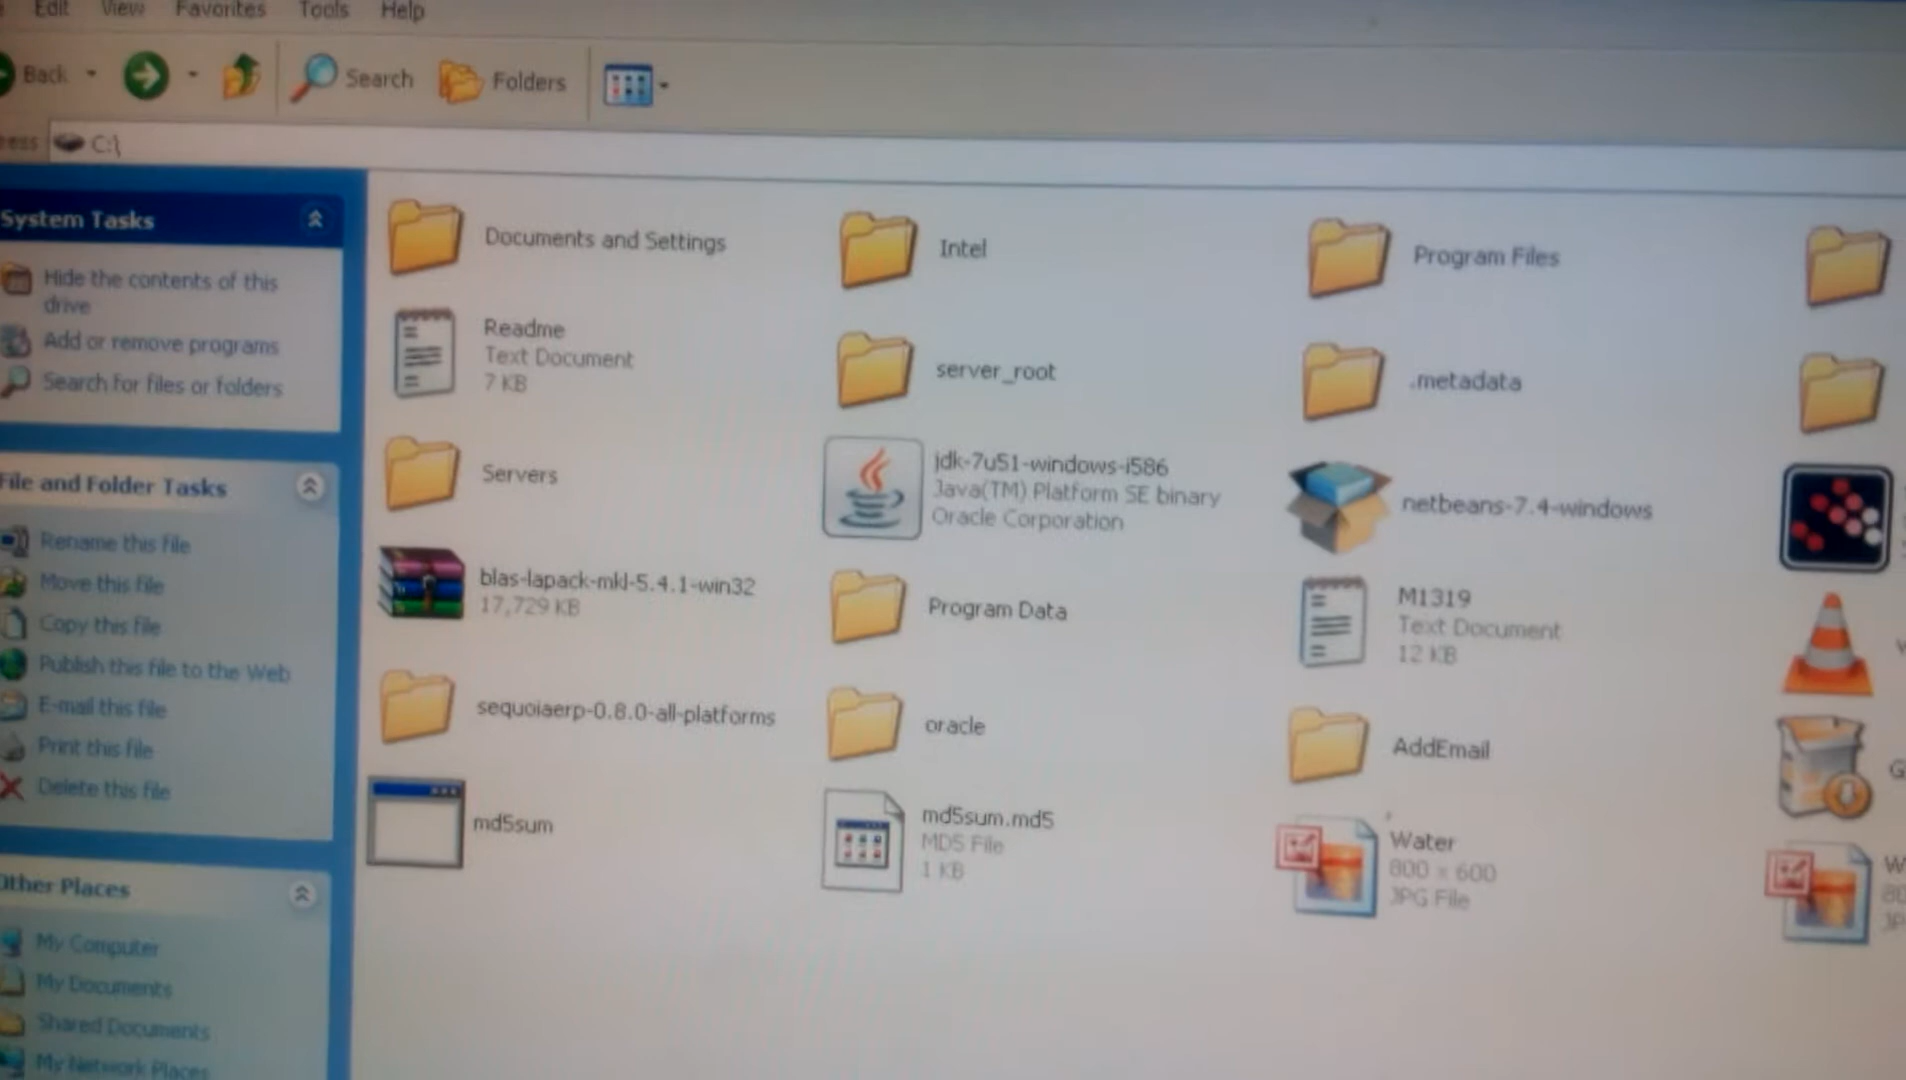 Edit View Favorites Tools Help
Back Search Folders
C:\
System Tasks
Hide the contents of this
drive
Add or remove programs
Search for files or folders
File and Folder Tasks
Rename this file
Move this file
Copy this file
Publish this file to the Web
E-mail this file
Print this file
Delete this file
Other Places
My Computer
My Documents
Shared Documents
My Network Places
Documents and Settings
Intel
Program Files
Readme
Text Document
7 KB
server_root
.metadata
Servers
jdk-7u51-windows-i586
Java(TM) Platform SE binary
Oracle Corporation
netbeans-7.4-windows
blas-lapack-mkl-5.4.1-win32
17,729 KB
Program Data
M1319
Text Document
12 KB
sequoiaerp-0.8.0-all-platforms
oracle
AddEmail
md5sum
md5sum.md5
MD5 File
1 KB
Water
800 x 600
JPG File